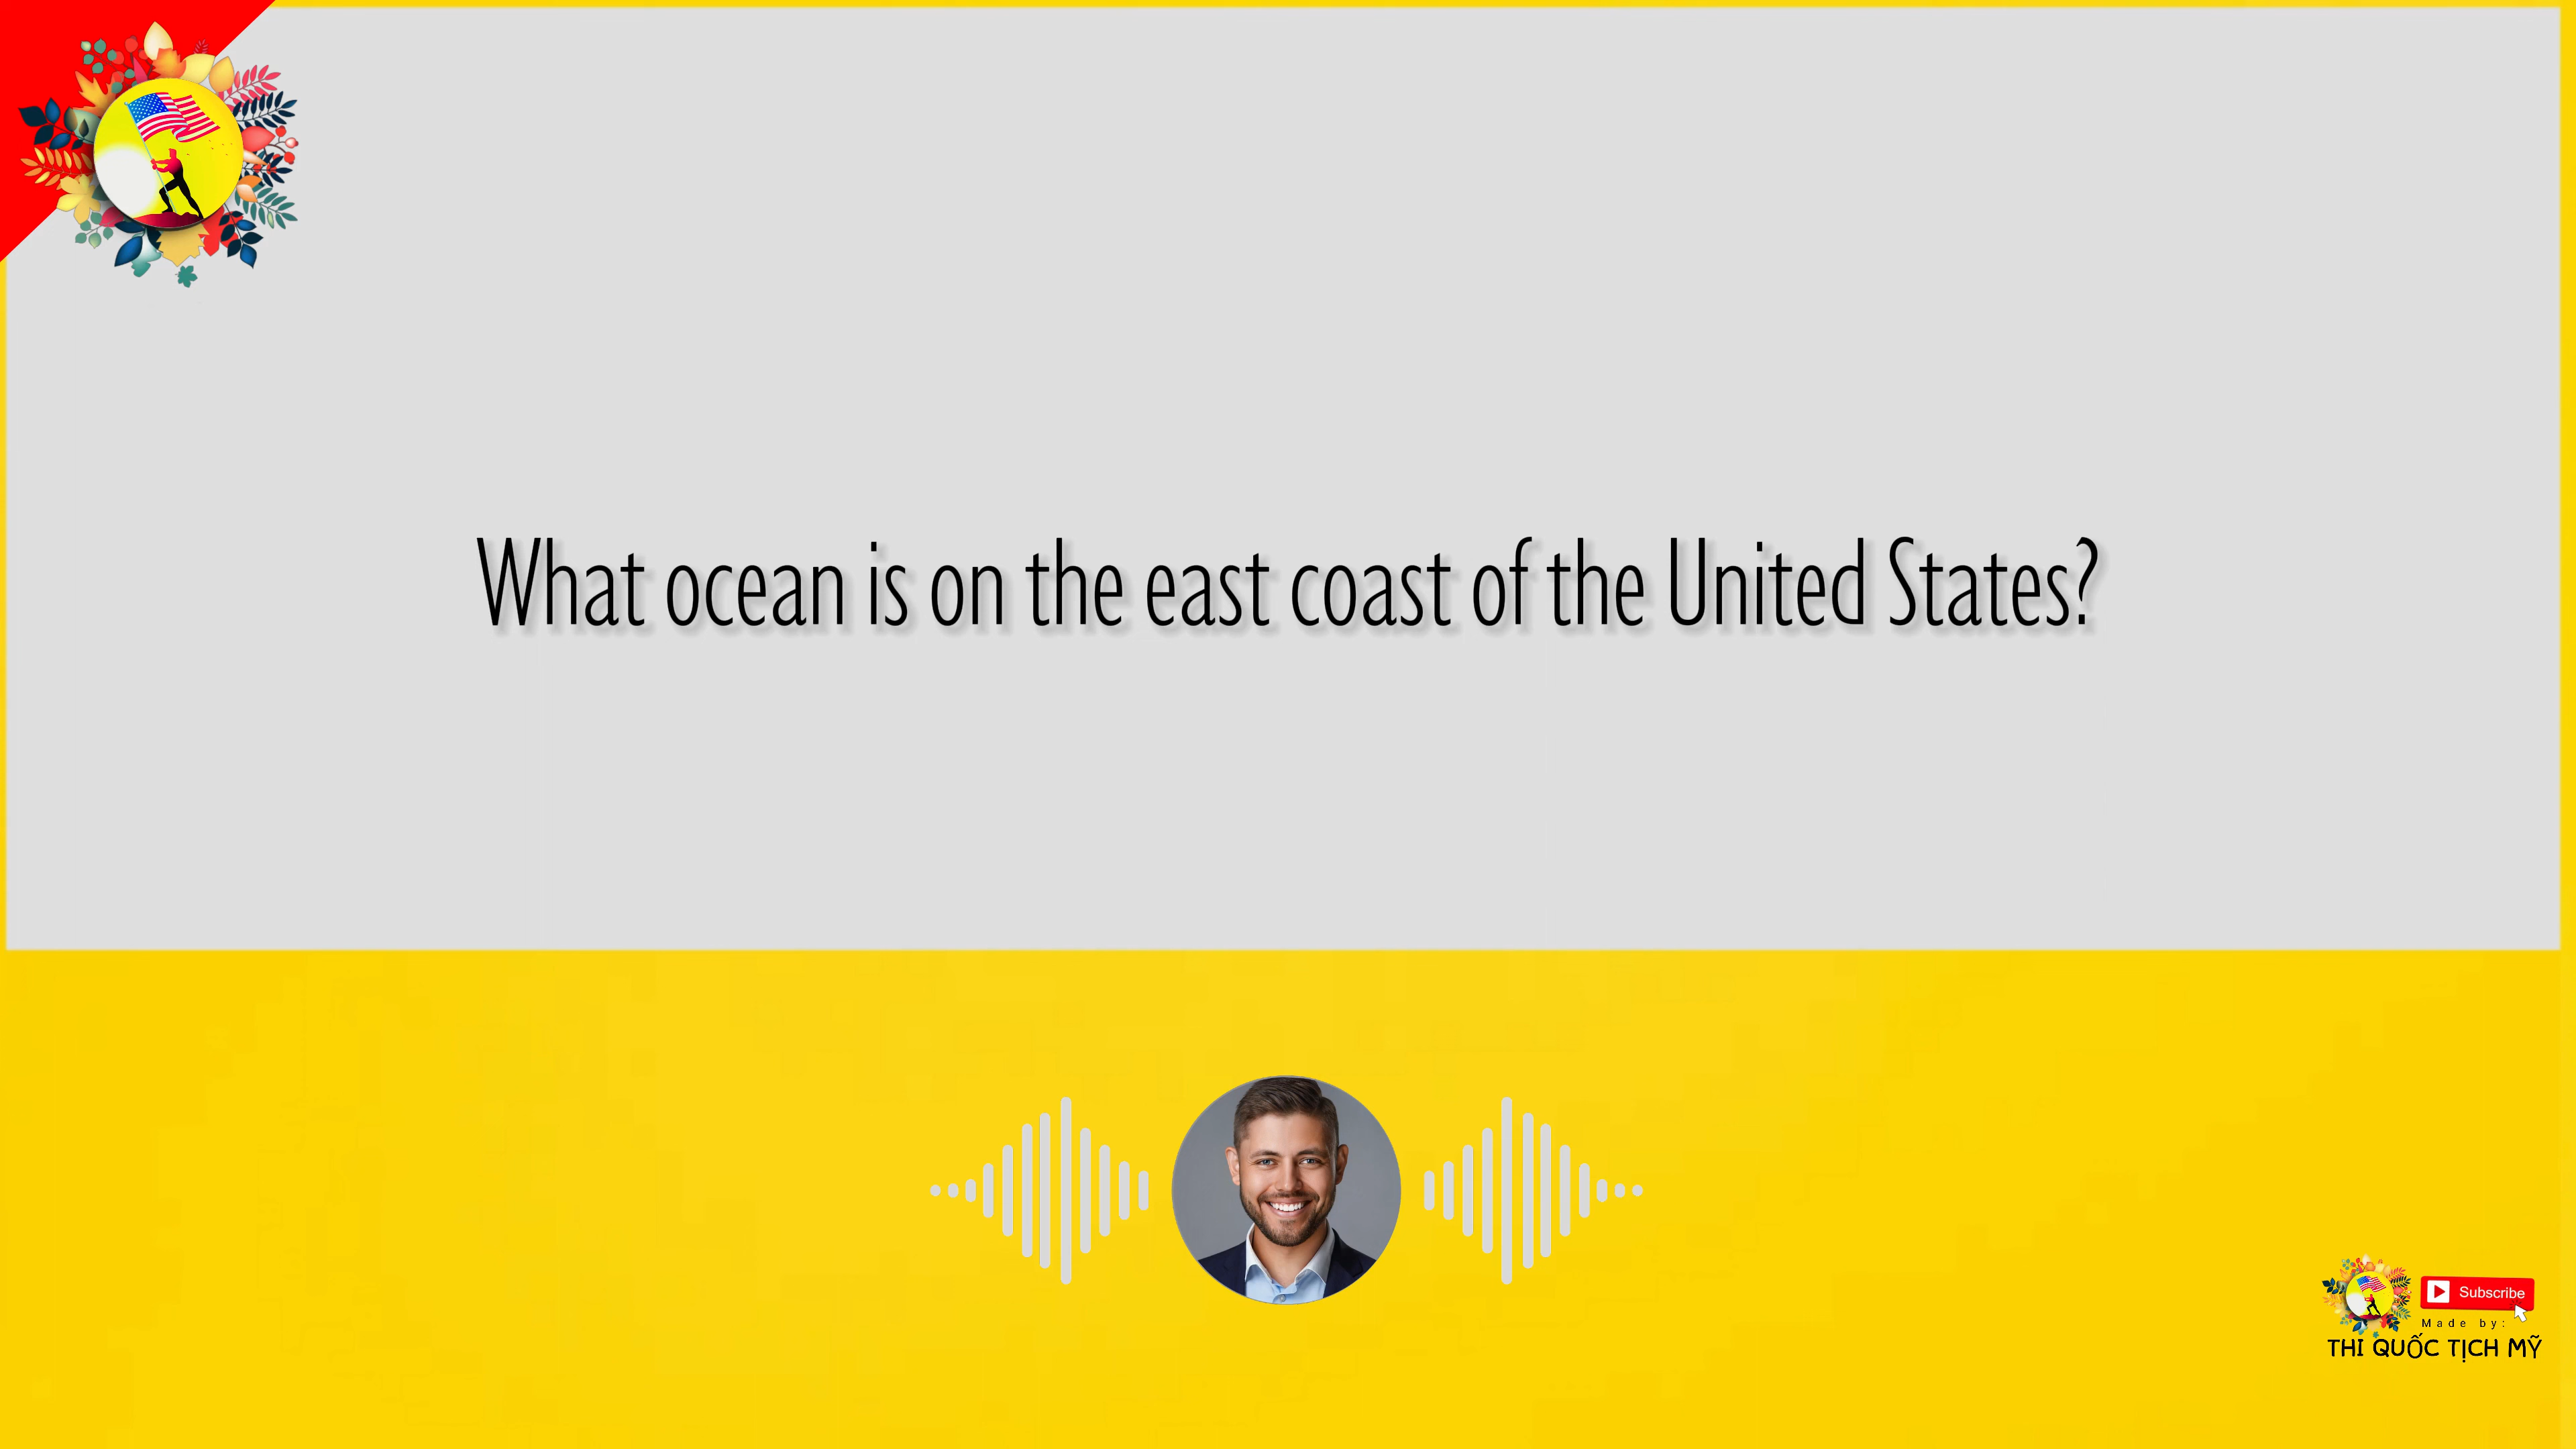 What ocean is on the east coast of the United States?
Subscribe
Made by:
THI QUỐC TỊCH MỸ